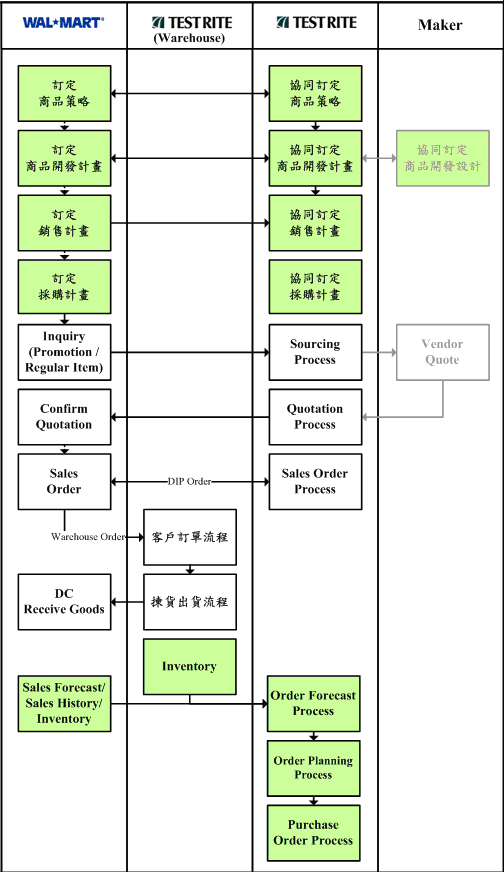 WAL★MART®
TEST RITE
(Warehouse)
TEST RITE
Maker
訂定
商品策略
協同訂定
商品策略
訂定
商品開發計畫
協同訂定
商品開發計畫
協同訂定
商品開發設計
訂定
銷售計畫
協同訂定
銷售計畫
訂定
採購計畫
協同訂定
採購計畫
Inquiry
(Promotion /
Regular Item)
Sourcing
Process
Vendor
Quote
Confirm
Quotation
Quotation
Process
Sales
Order
DIP Order
Sales Order
Process
Warehouse Order
客戶訂單流程
DC
Receive Goods
揀貨出貨流程
Inventory
Sales Forecast/
Sales History/
Inventory
Order Forecast
Process
Order Planning
Process
Purchase
Order Process